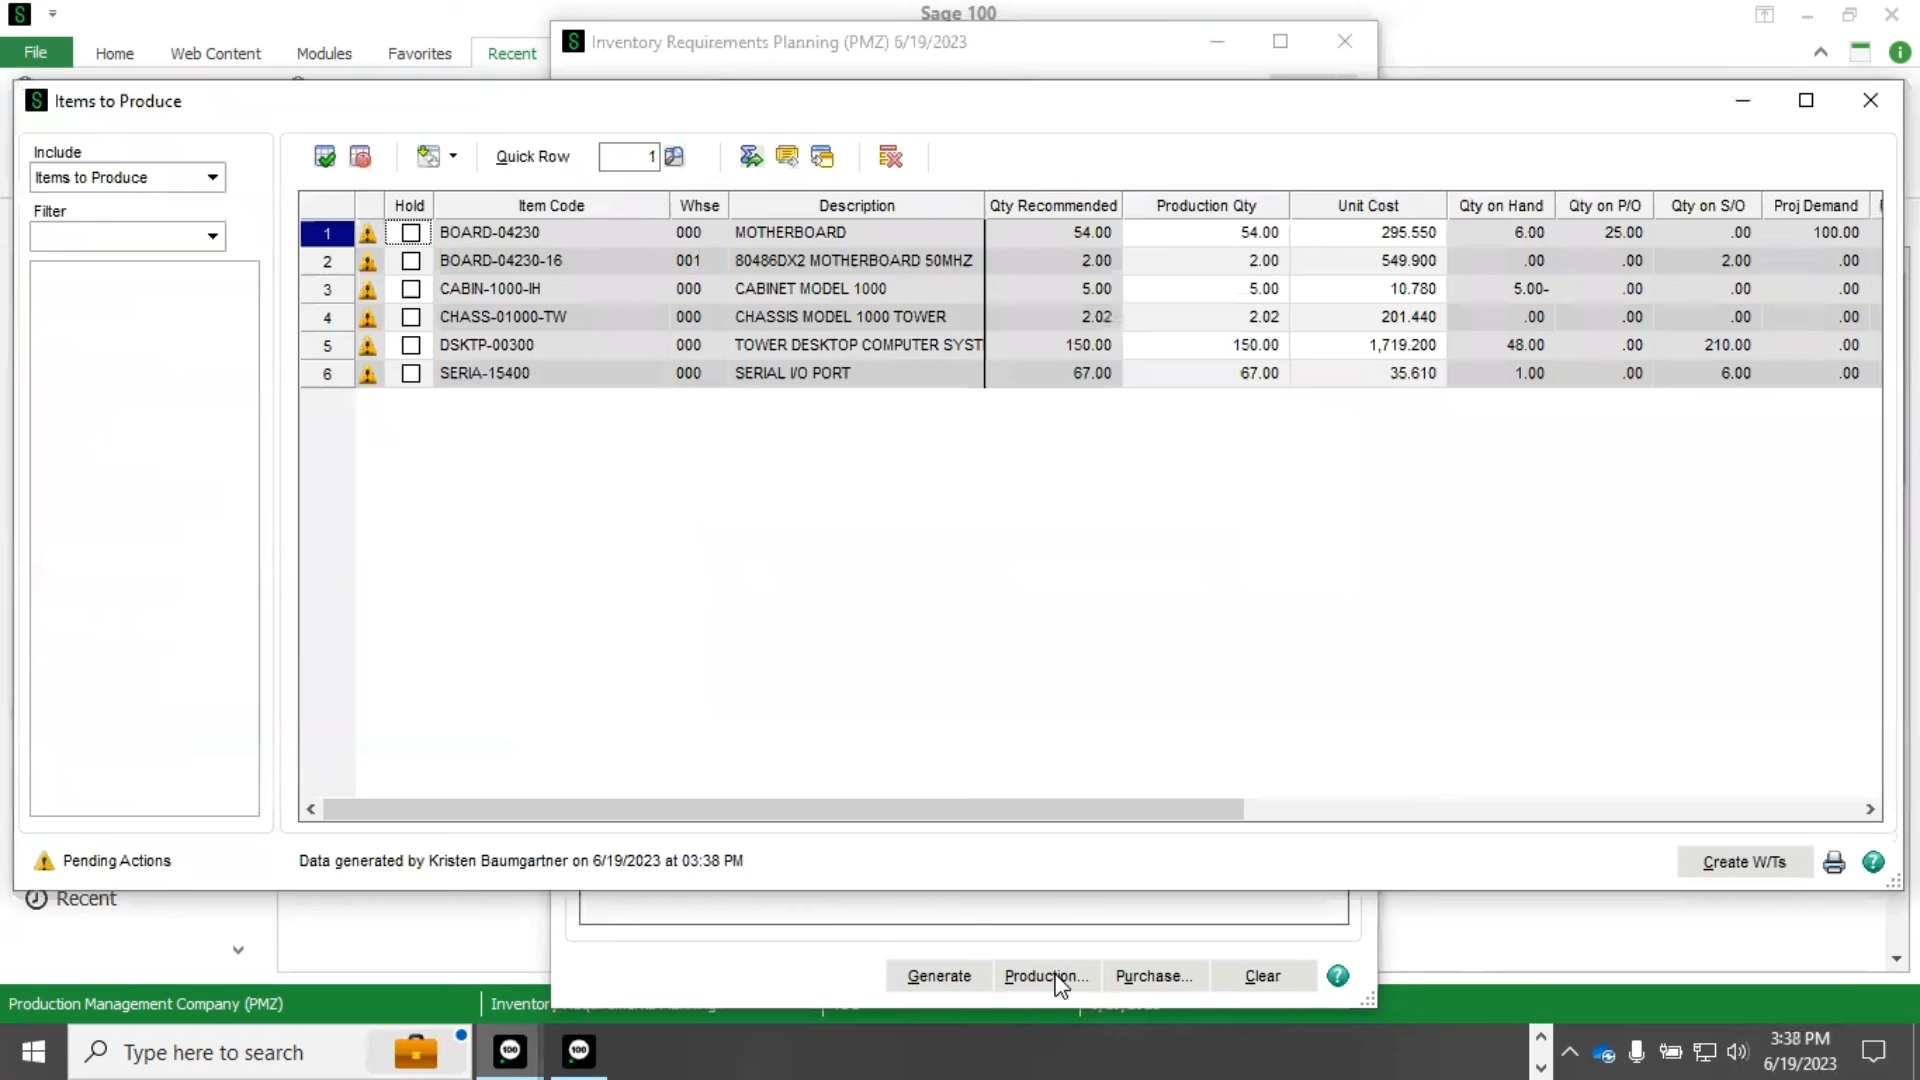 Sage 100
File Home Web Content Modules Favorites Recent
Inventory Requirements Planning (PMZ) 6/19/2023
Items to Produce
Include
Items to Produce
Filter
Quick Row 1
Hold Item Code Whse Description Qty Recommended Production Qty Unit Cost Qty on Hand Qty on P/O Qty on S/O Proj Demand
1 BOARD-04230 000 MOTHERBOARD 54.00 54.00 295.550 6.00 25.00 .00 100.00
2 BOARD-04230-16 001 80486DX2 MOTHERBOARD 50MHZ 2.00 2.00 549.900 .00 .00 2.00 .00
3 CABIN-1000-IH 000 CABINET MODEL 1000 5.00 5.00 10.780 5.00- .00 .00 .00
4 CHASS-01000-TW 000 CHASSIS MODEL 1000 TOWER 2.02 2.02 201.440 .00 .00 .00 .00
5 DSKTP-00300 000 TOWER DESKTOP COMPUTER SYST 150.00 150.00 1,719.200 48.00 .00 210.00 .00
6 SERIA-15400 000 SERIAL I/O PORT 67.00 67.00 35.610 1.00 .00 6.00 .00
Pending Actions
Data generated by Kristen Baumgartner on 6/19/2023 at 03:38 PM
Create W/Ts
Recent
Generate Production... Purchase... Clear
Production Management Company (PMZ)
Type here to search
100
100
3:38 PM
6/19/2023